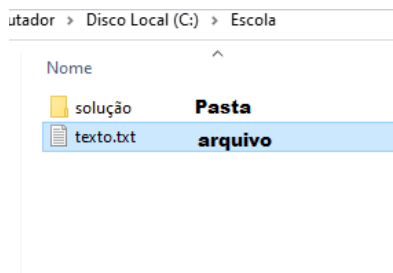 utador > Disco Local (C:) > Escola
Nome
solução Pasta
texto.txt arquivo